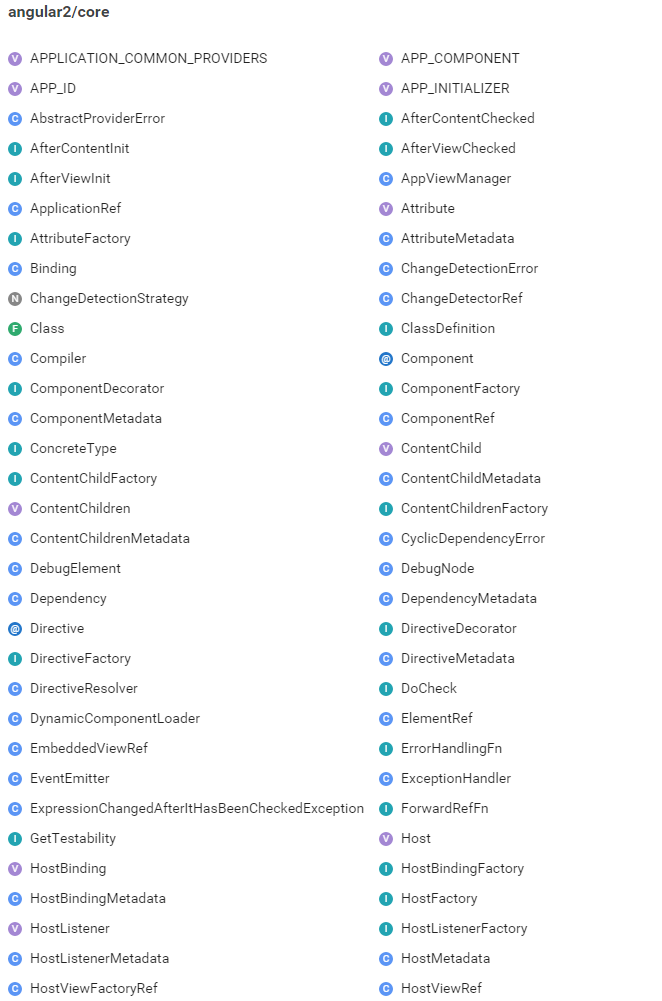 angular2/core
V APPLICATION_COMMON_PROVIDERS V APP_COMPONENT
V APP_ID V APP_INITIALIZER
C AbstractProviderError I AfterContentChecked
I AfterContentInit I AfterViewChecked
I AfterViewInit C AppViewManager
C ApplicationRef V Attribute
I AttributeFactory C AttributeMetadata
C Binding C ChangeDetectionError
N ChangeDetectionStrategy C ChangeDetectorRef
F Class I ClassDefinition
C Compiler @ Component
I ComponentDecorator I ComponentFactory
C ComponentMetadata C ComponentRef
I ConcreteType V ContentChild
I ContentChildFactory C ContentChildMetadata
V ContentChildren I ContentChildrenFactory
C ContentChildrenMetadata C CyclicDependencyError
C DebugElement C DebugNode
C Dependency C DependencyMetadata
@ Directive I DirectiveDecorator
I DirectiveFactory C DirectiveMetadata
C DirectiveResolver I DoCheck
C DynamicComponentLoader C ElementRef
C EmbeddedViewRef I ErrorHandlingFn
C EventEmitter C ExceptionHandler
C ExpressionChangedAfterItHasBeenCheckedException I ForwardRefFn
I GetTestability V Host
V HostBinding I HostBindingFactory
C HostBindingMetadata I HostFactory
V HostListener I HostListenerFactory
C HostListenerMetadata C HostMetadata
C HostViewFactoryRef C HostViewRef